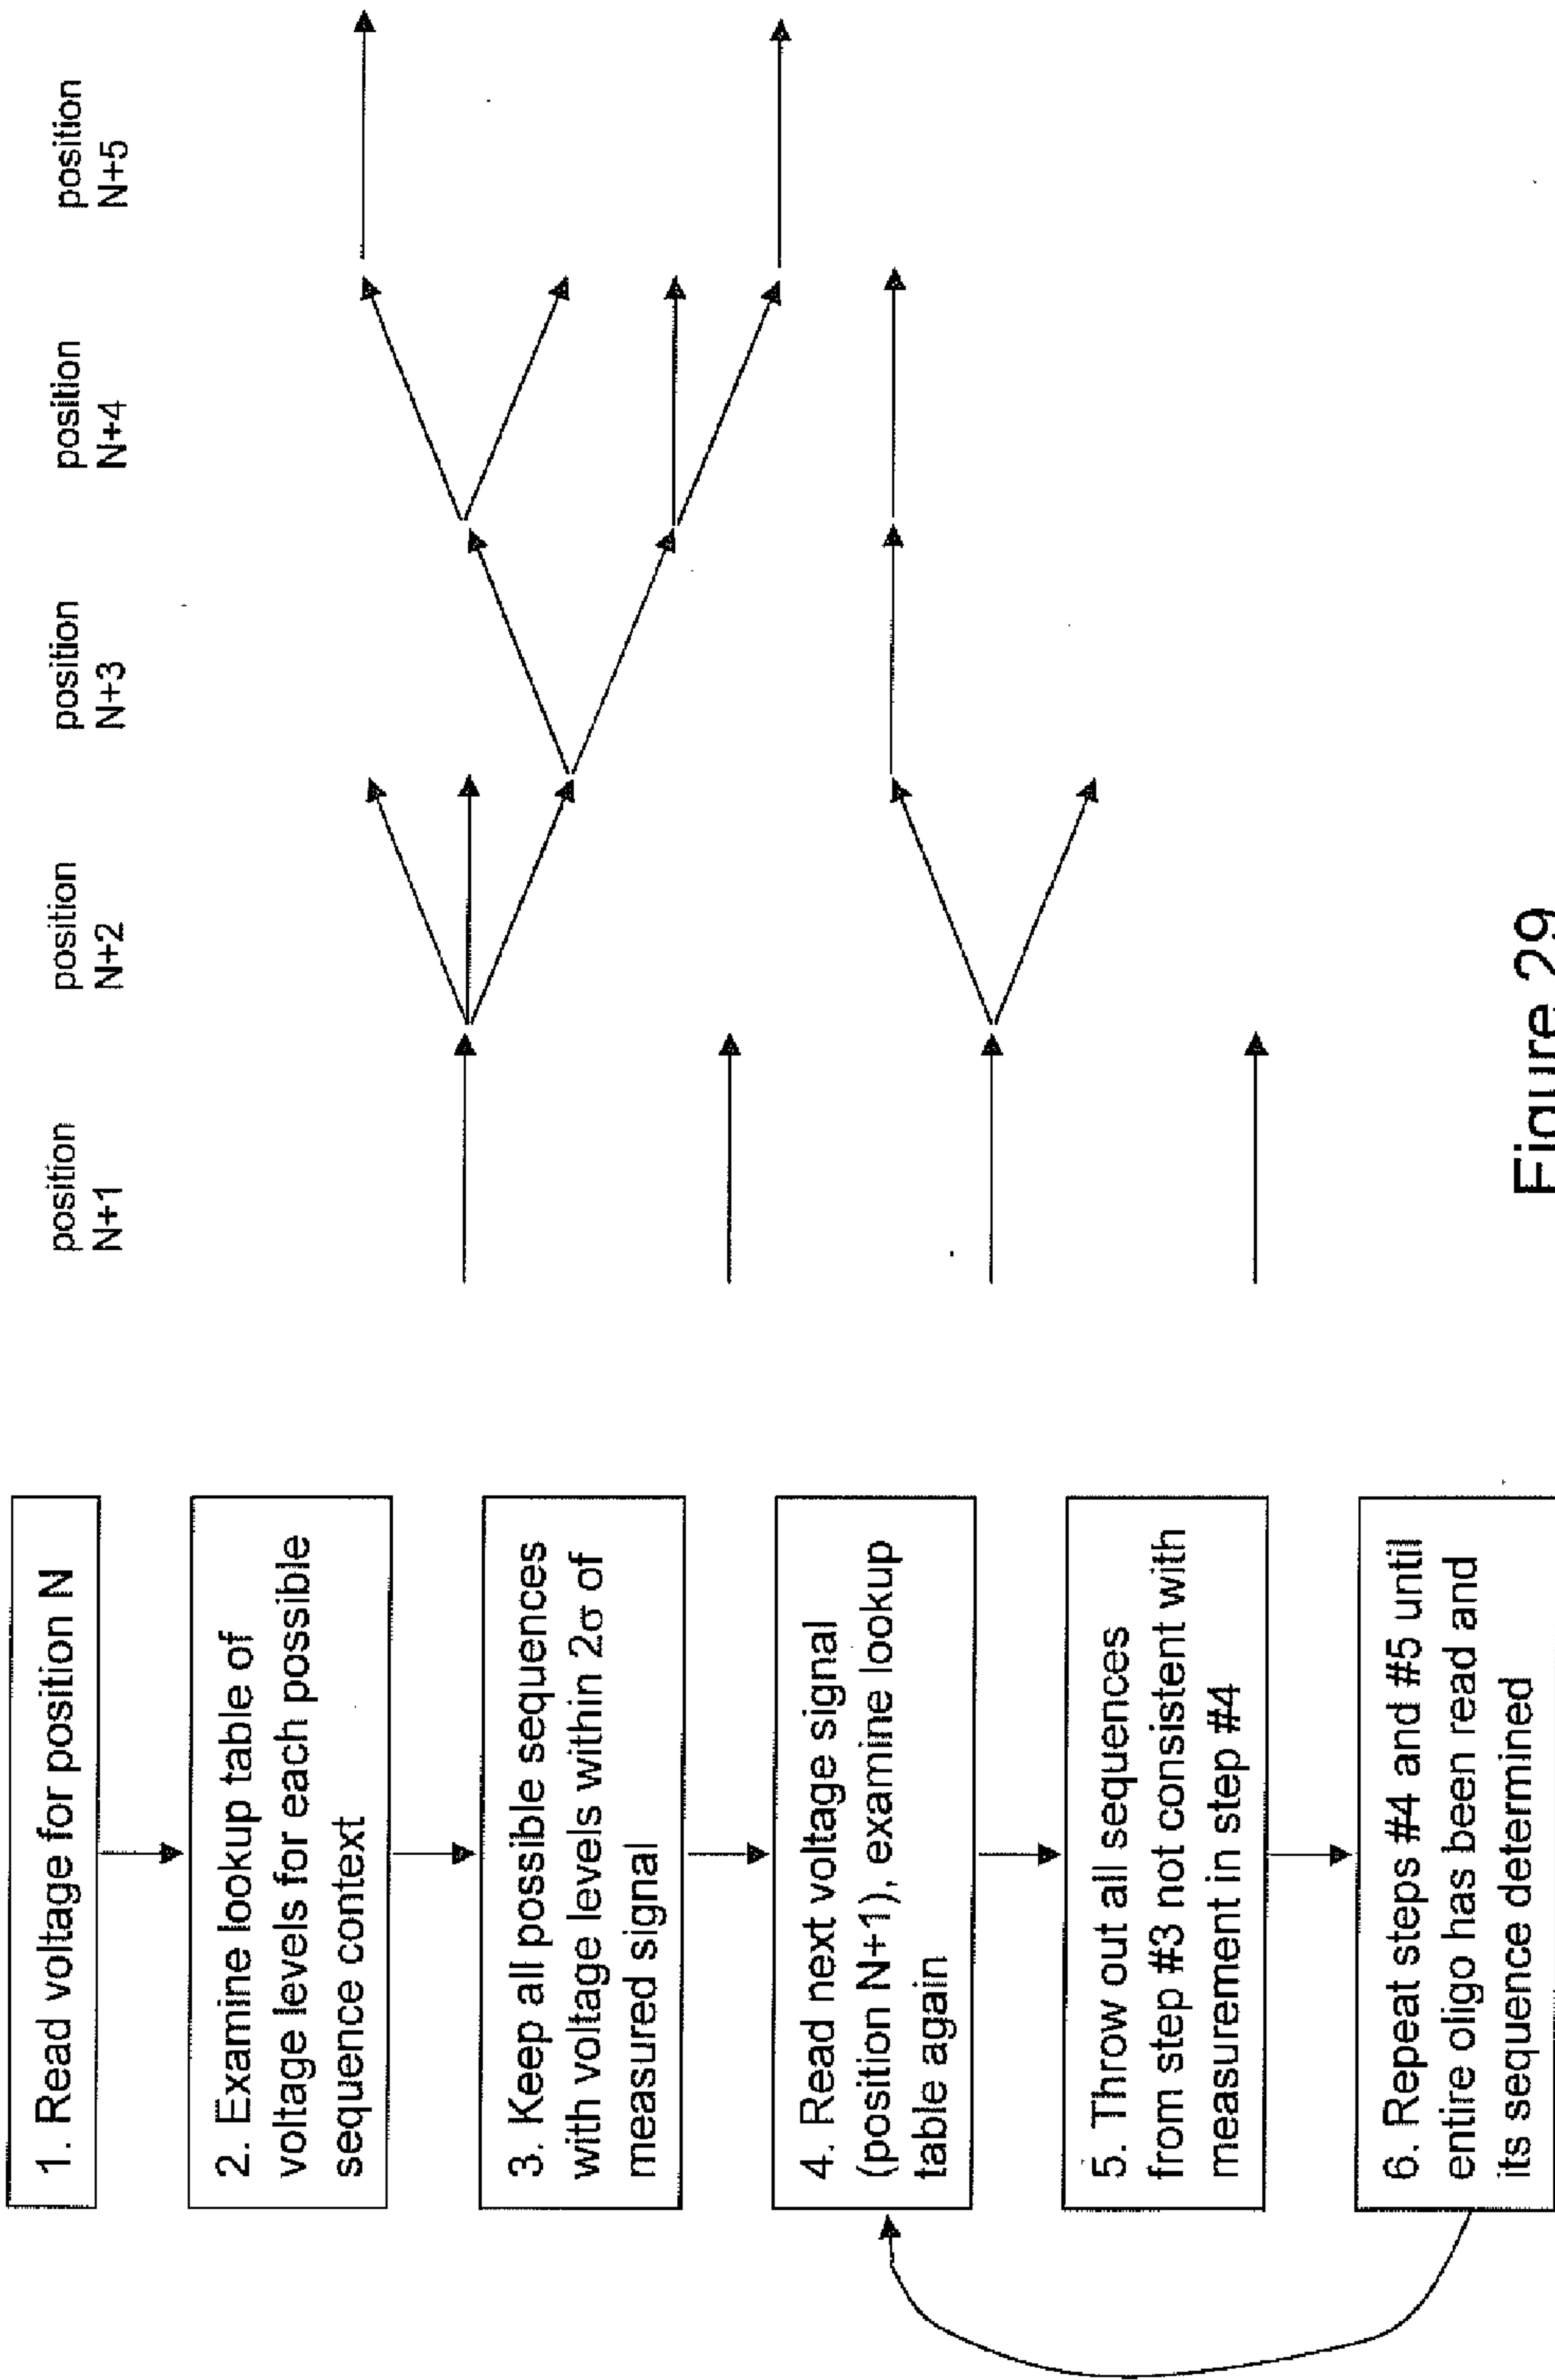 1. Read voltage for position N
2. Examine lookup table of
voltage levels for each possible
sequence context
3. Keep all possible sequences
with voltage levels within 2σ of
measured signal
4. Read next voltage signal
(position N+1), examine lookup
table again
5. Throw out all sequences
from step #3 not consistent with
measurement in step #4
6. Repeat steps #4 and #5 until
entire oligo has been read and
its sequence determined
position
N+1
position
N+2
position
N+3
position
N+4
position
N+5
Figure 29